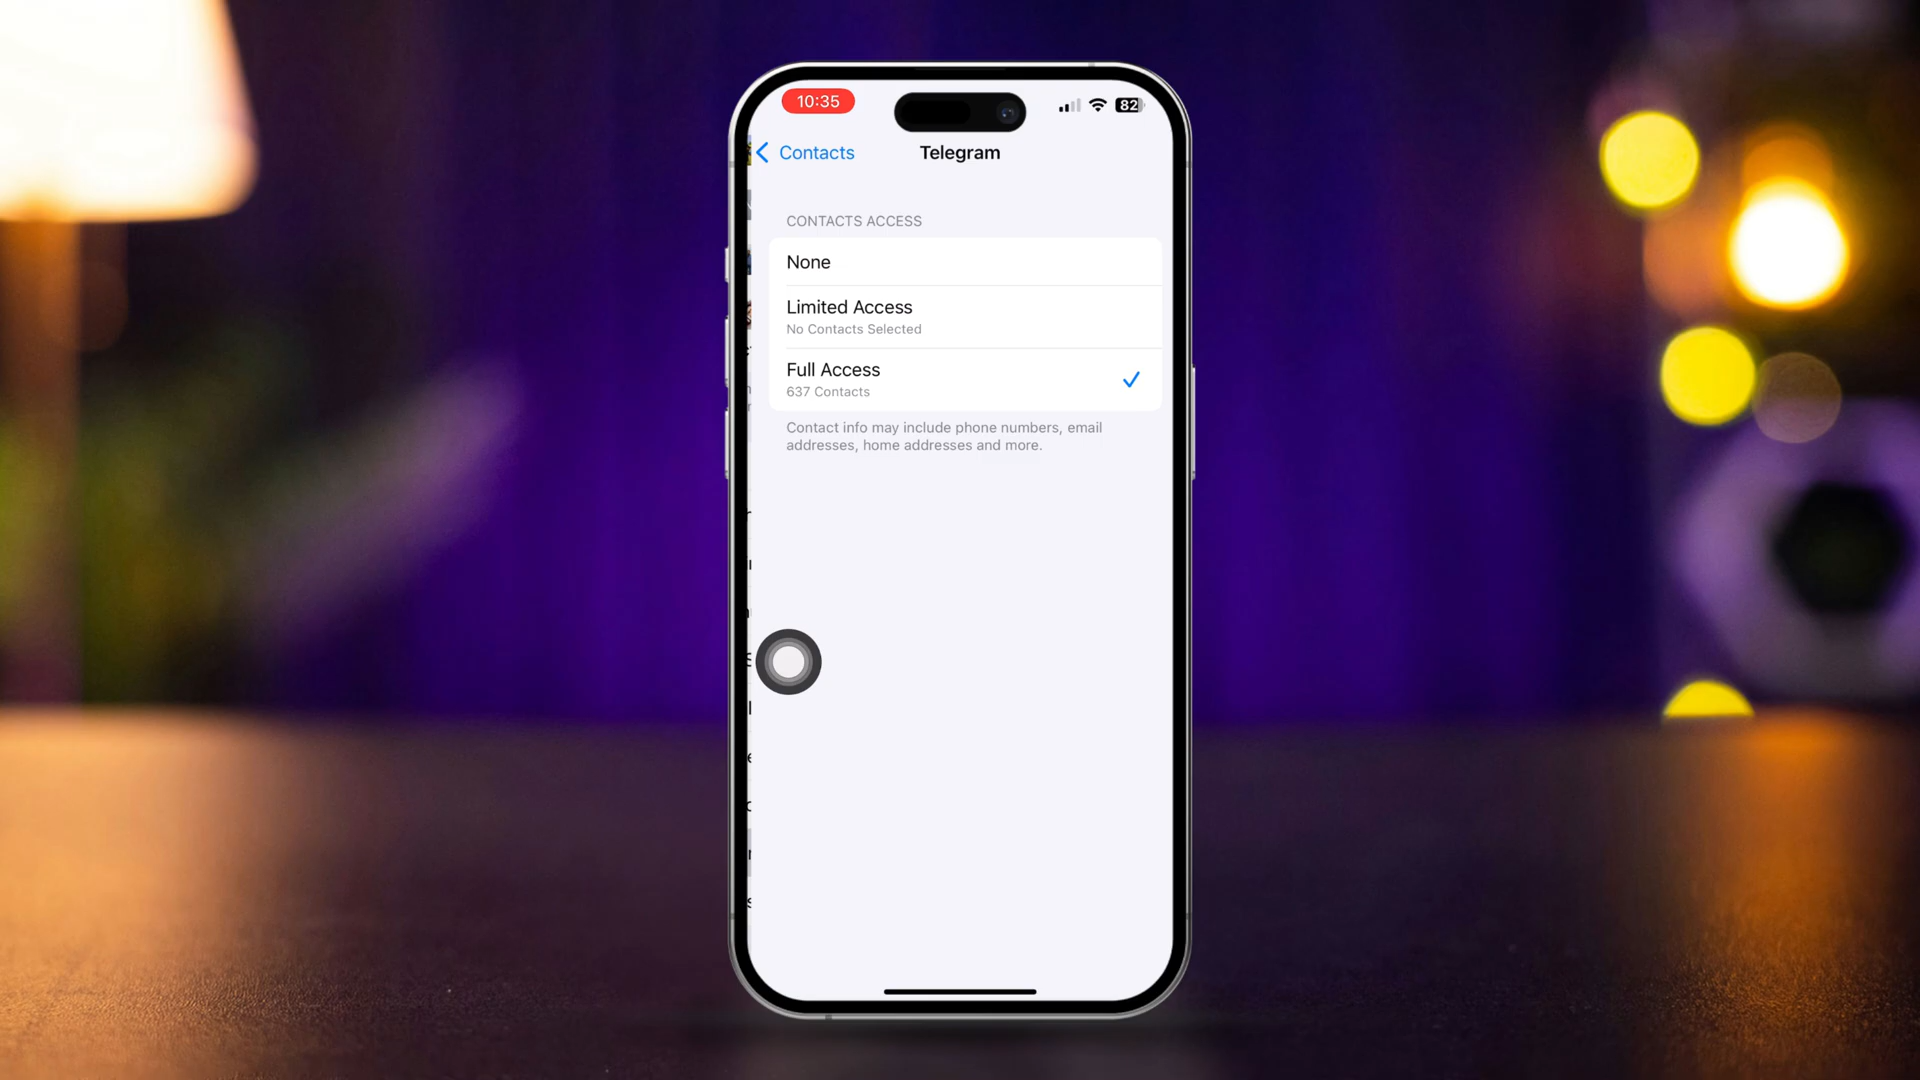 10:35
82
Contacts
Telegram
CONTACTS ACCESS
None
Limited Access
No Contacts Selected
Full Access
637 Contacts
Contact info may include phone numbers, email
addresses, home addresses and more.